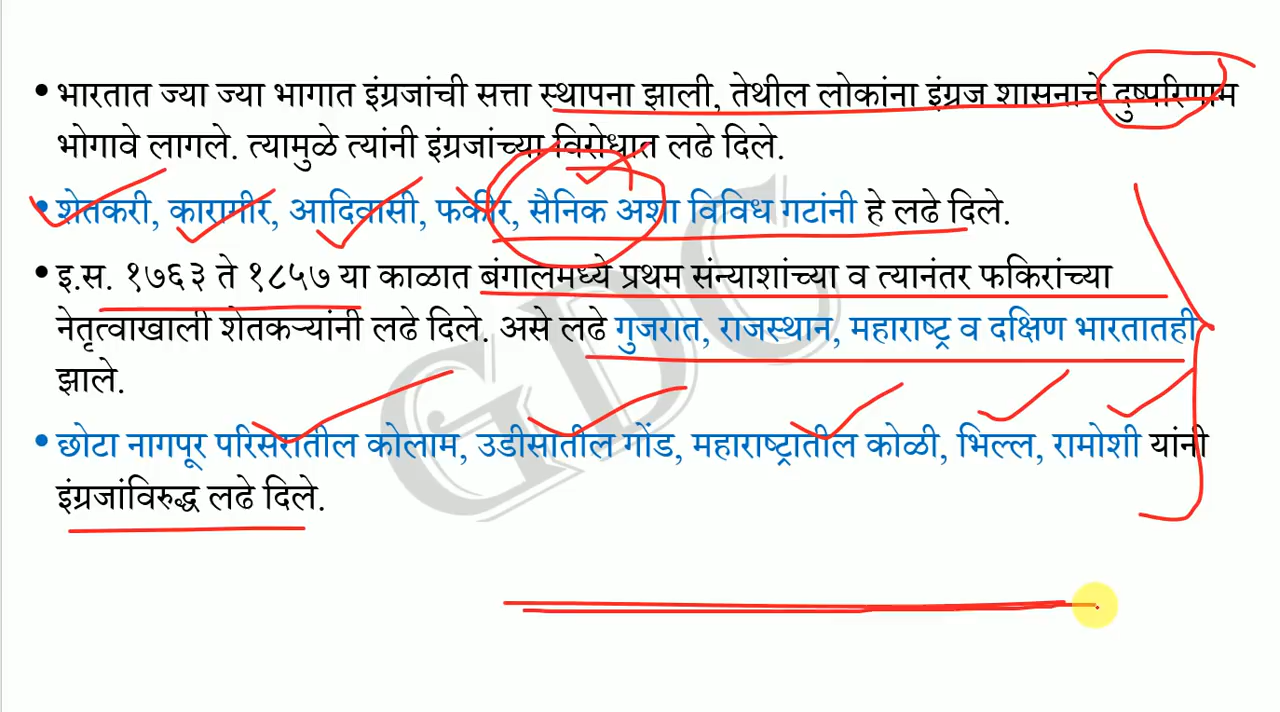 • भारतात ज्या ज्या भागात इंग्रजांची सत्ता स्थापना झाली, तेथील लोकांना इंग्रज शासनाचे दुष्परिणाम
भोगावे लागले. त्यामुळे त्यांनी इंग्रजांच्या विरोधात लढे दिले.
• शेतकरी, कारागीर, आदिवासी, फकीर, सैनिक अशा विविध गटांनी हे लढे दिले.
• इ.स. १७६३ ते १८५७ या काळात बंगालमध्ये प्रथम संन्याशांच्या व त्यानंतर फकिरांच्या
नेतृत्वाखाली शेतकऱ्यांनी लढे दिले. असे लढे गुजरात, राजस्थान, महाराष्ट्र व दक्षिण भारतातही
झाले.
• छोटा नागपूर परिसरातील कोलाम, उडीसातील गोंड, महाराष्ट्रातील कोळी, भिल्ल, रामोशी यांनी
इंग्रजांविरुद्ध लढे दिले.
GDC